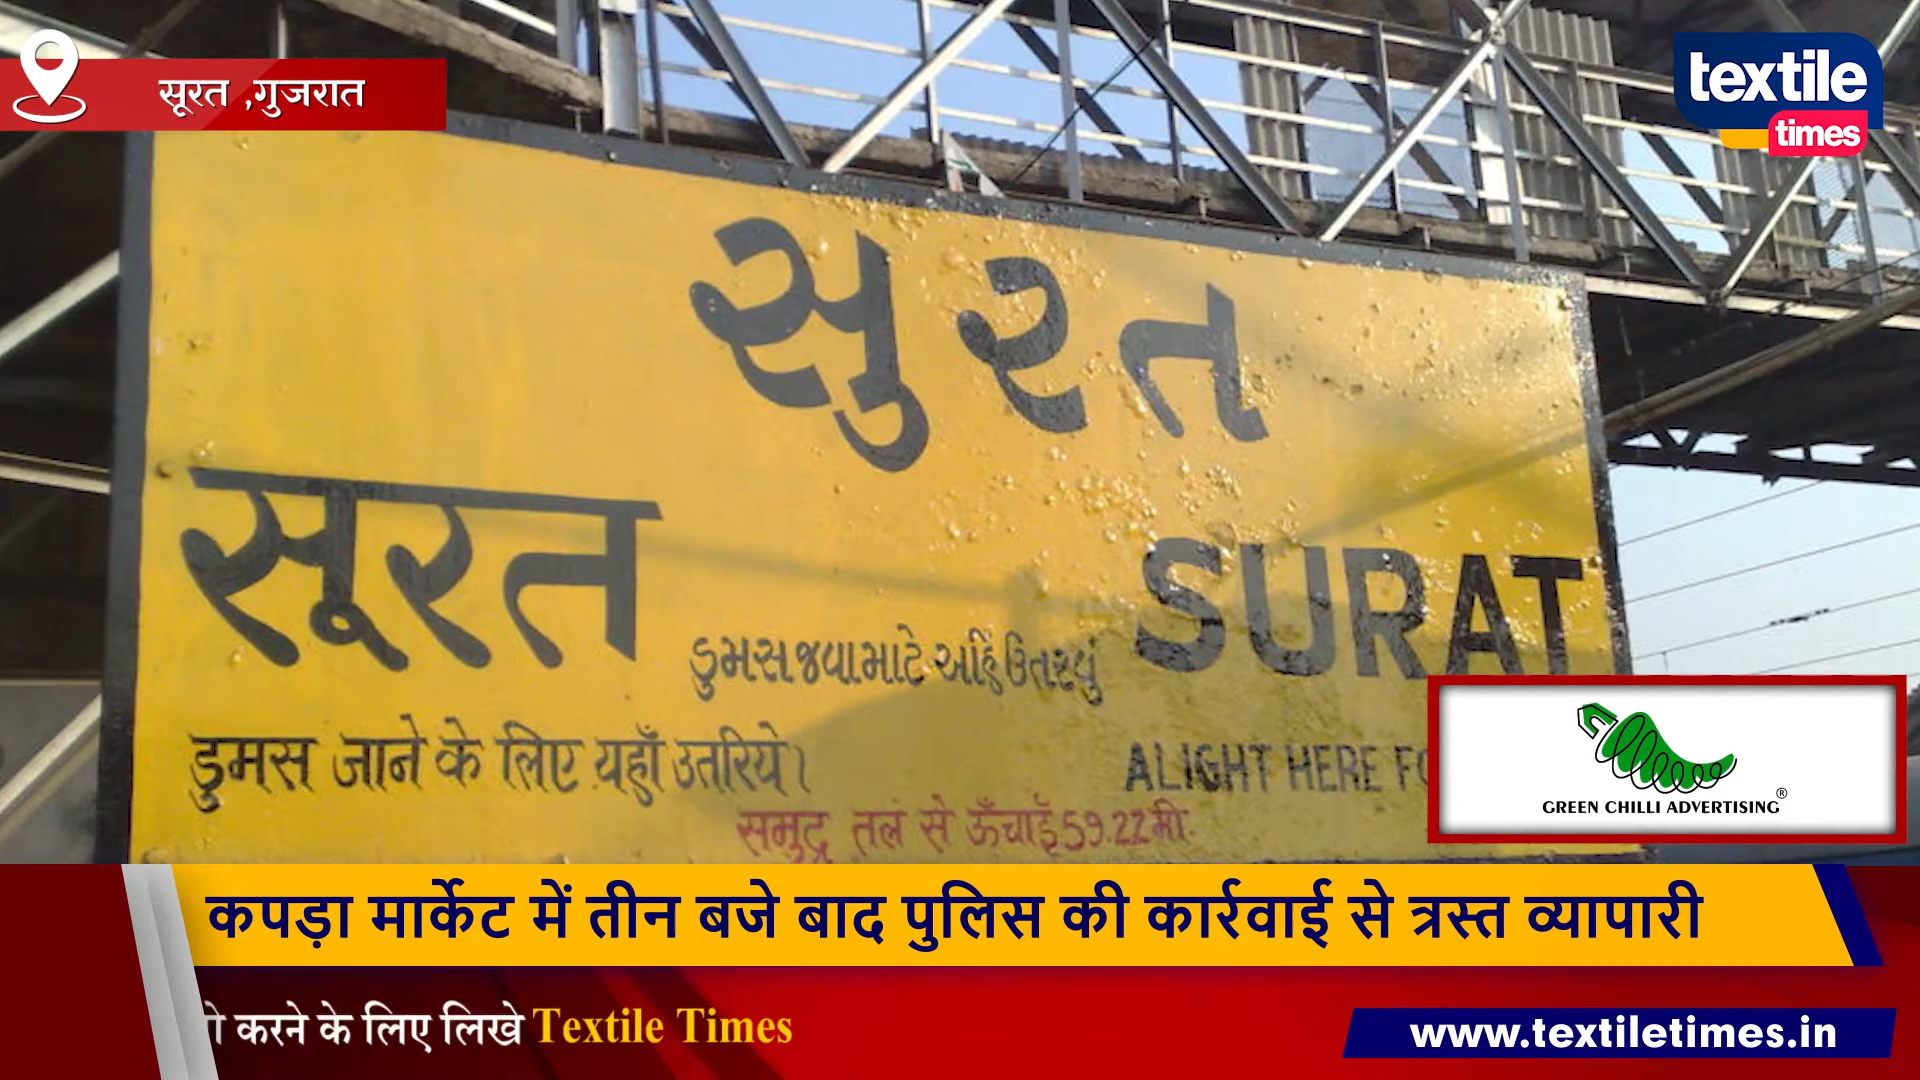 सूरत ,गुजरात
textile
times
સુરત
सूरत
SURAT
ડુમસ જવા માટે અહિં ઉતરવું
डुमस जाने के लिए यहाँ उतरिये।
ALIGHT HERE
समुद्र तल से ऊँचाई 59.22 मी.
GREEN CHILLI ADVERTISING®
कपड़ा मार्केट में तीन बजे बाद पुलिस की कार्रवाई से त्रस्त व्यापारी
करने के लिए लिखे Textile Times
www.textiletimes.in